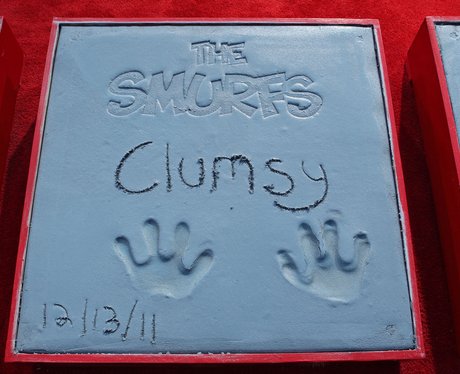 THE
SMURFS
Clumsy
12/13/11